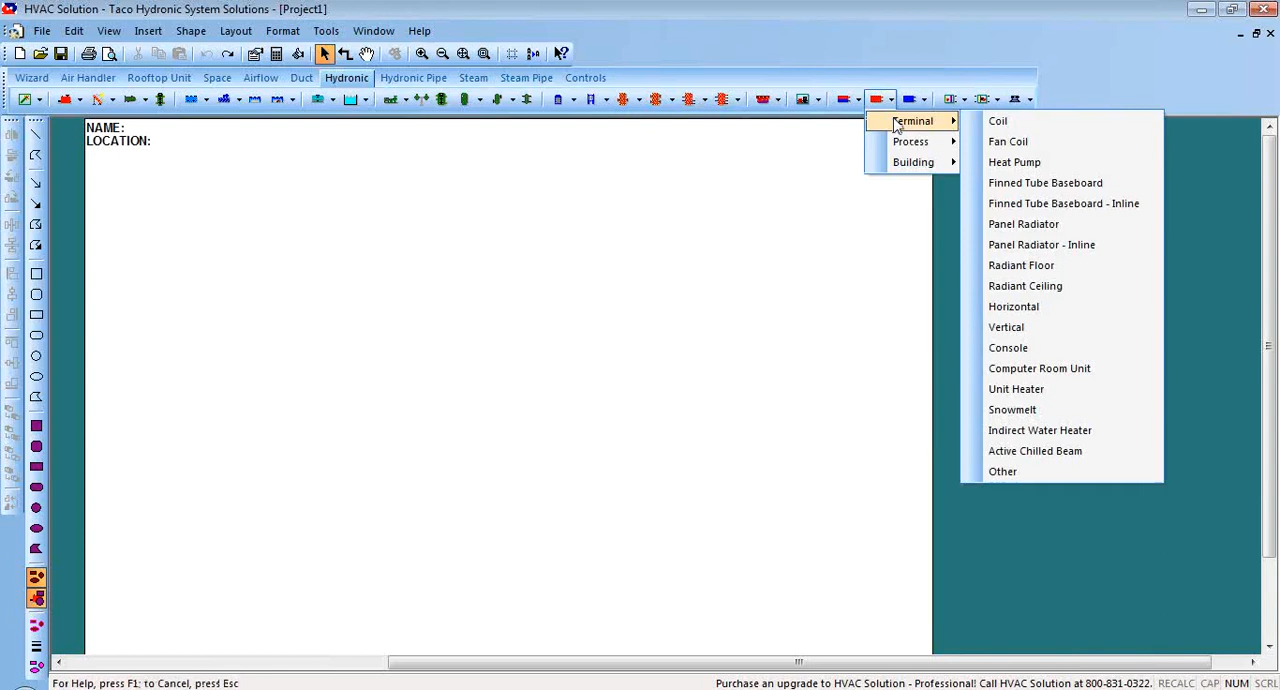 HVAC Solution - Taco Hydronic System Solutions - [Project1]
File Edit View Insert Shape Layout Format Tools Window Help
Wizard Air Handler Rooftop Unit Space Airflow Duct Hydronic Hydronic Pipe Steam Steam Pipe Controls
NAME:
LOCATION:
Terminal
Process
Building
Coil
Fan Coil
Heat Pump
Finned Tube Baseboard
Finned Tube Baseboard - Inline
Panel Radiator
Panel Radiator - Inline
Radiant Floor
Radiant Ceiling
Horizontal
Vertical
Console
Computer Room Unit
Unit Heater
Snowmelt
Indirect Water Heater
Active Chilled Beam
Other
For Help, press F1: to Cancel, press Esc
Purchase an upgrade to HVAC Solution - Professional! Call HVAC Solution at 800-831-0322. RECALC CAP NUM SCRL